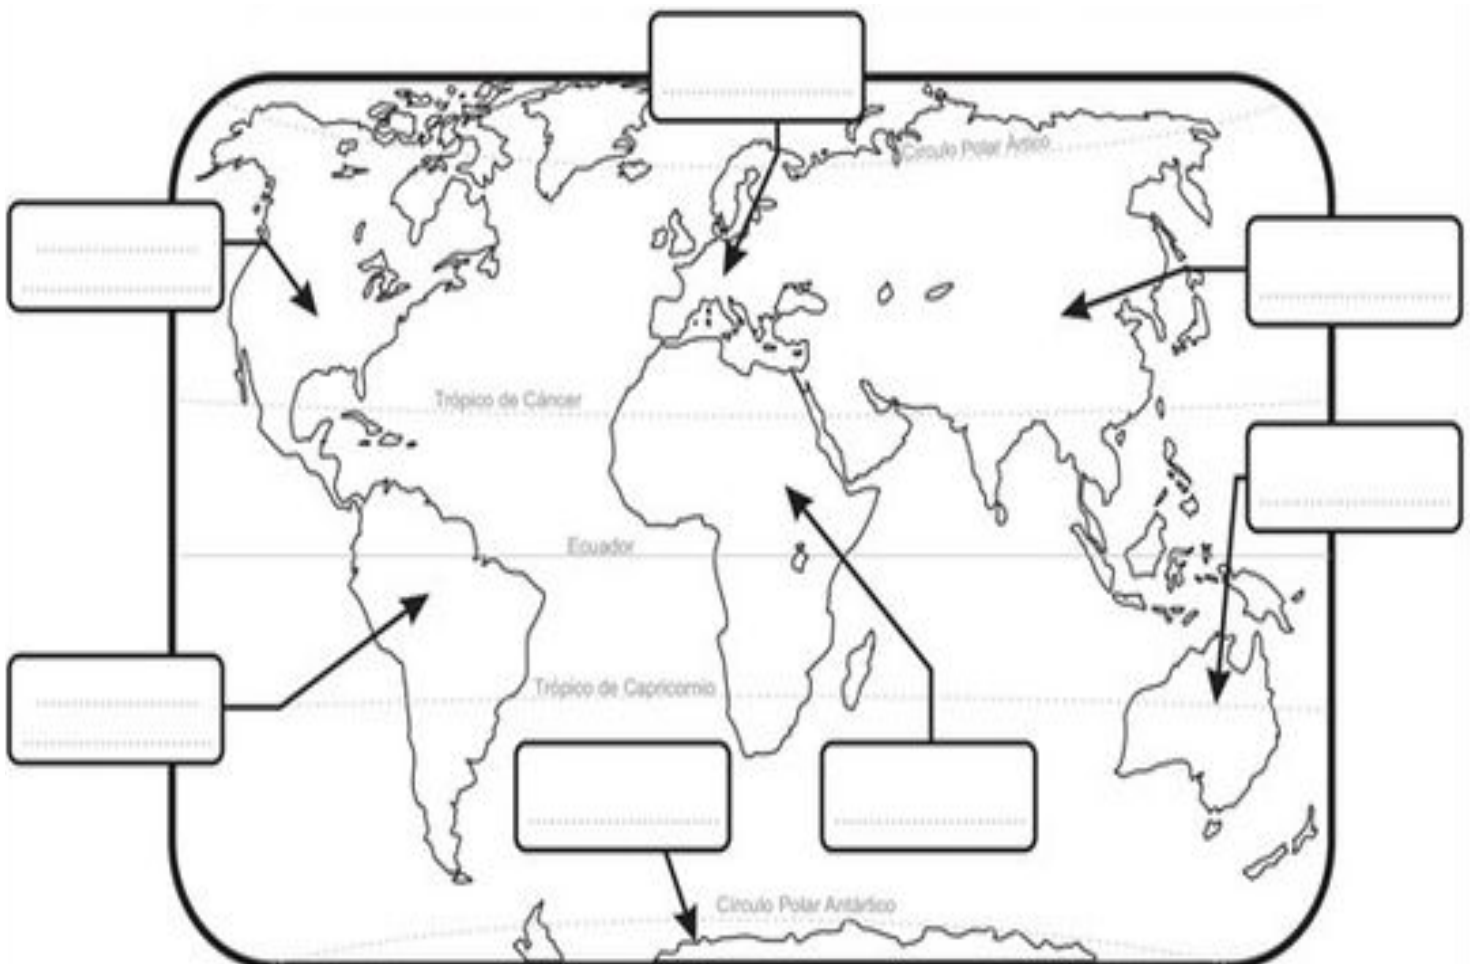 Círculo Polar Ártico
Trópico de Cáncer
Ecuador
Trópico de Capricornio
Círculo Polar Antártico